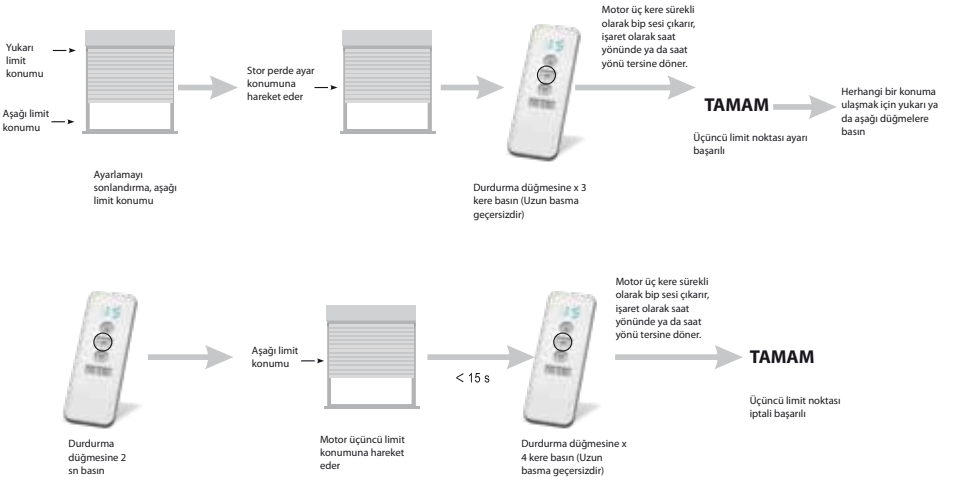 Yukarı
limit
konumu
Aşağı limit
konumu
Ayarlamayı
sonlandırma, aşağı
limit konumu
Stor perde ayar
konumuna
hareket eder
15
Durdurma düğmesine x 3
kere basın (Uzun basma
geçersizdir)
Motor üç kere sürekli
olarak bip sesi çıkarır,
işaret olarak saat
yönünde ya da saat
yönü tersine döner.
TAMAM
Üçüncü limit noktası ayarı
başarılı
Herhangi bir konuma
ulaşmak için yukarı ya
da aşağı düğmelere
basın
15
Durdurma
düğmesine 2
sn basın
Aşağı limit
konumu
Motor üçüncü limit
konumuna hareket
eder
< 15 s
15
Durdurma düğmesine x
4 kere basın (Uzun
basma geçersizdir)
Motor üç kere sürekli
olarak bip sesi çıkarır,
işaret olarak saat
yönünde ya da saat
yönü tersine döner.
TAMAM
Üçüncü limit noktası
iptali başarılı